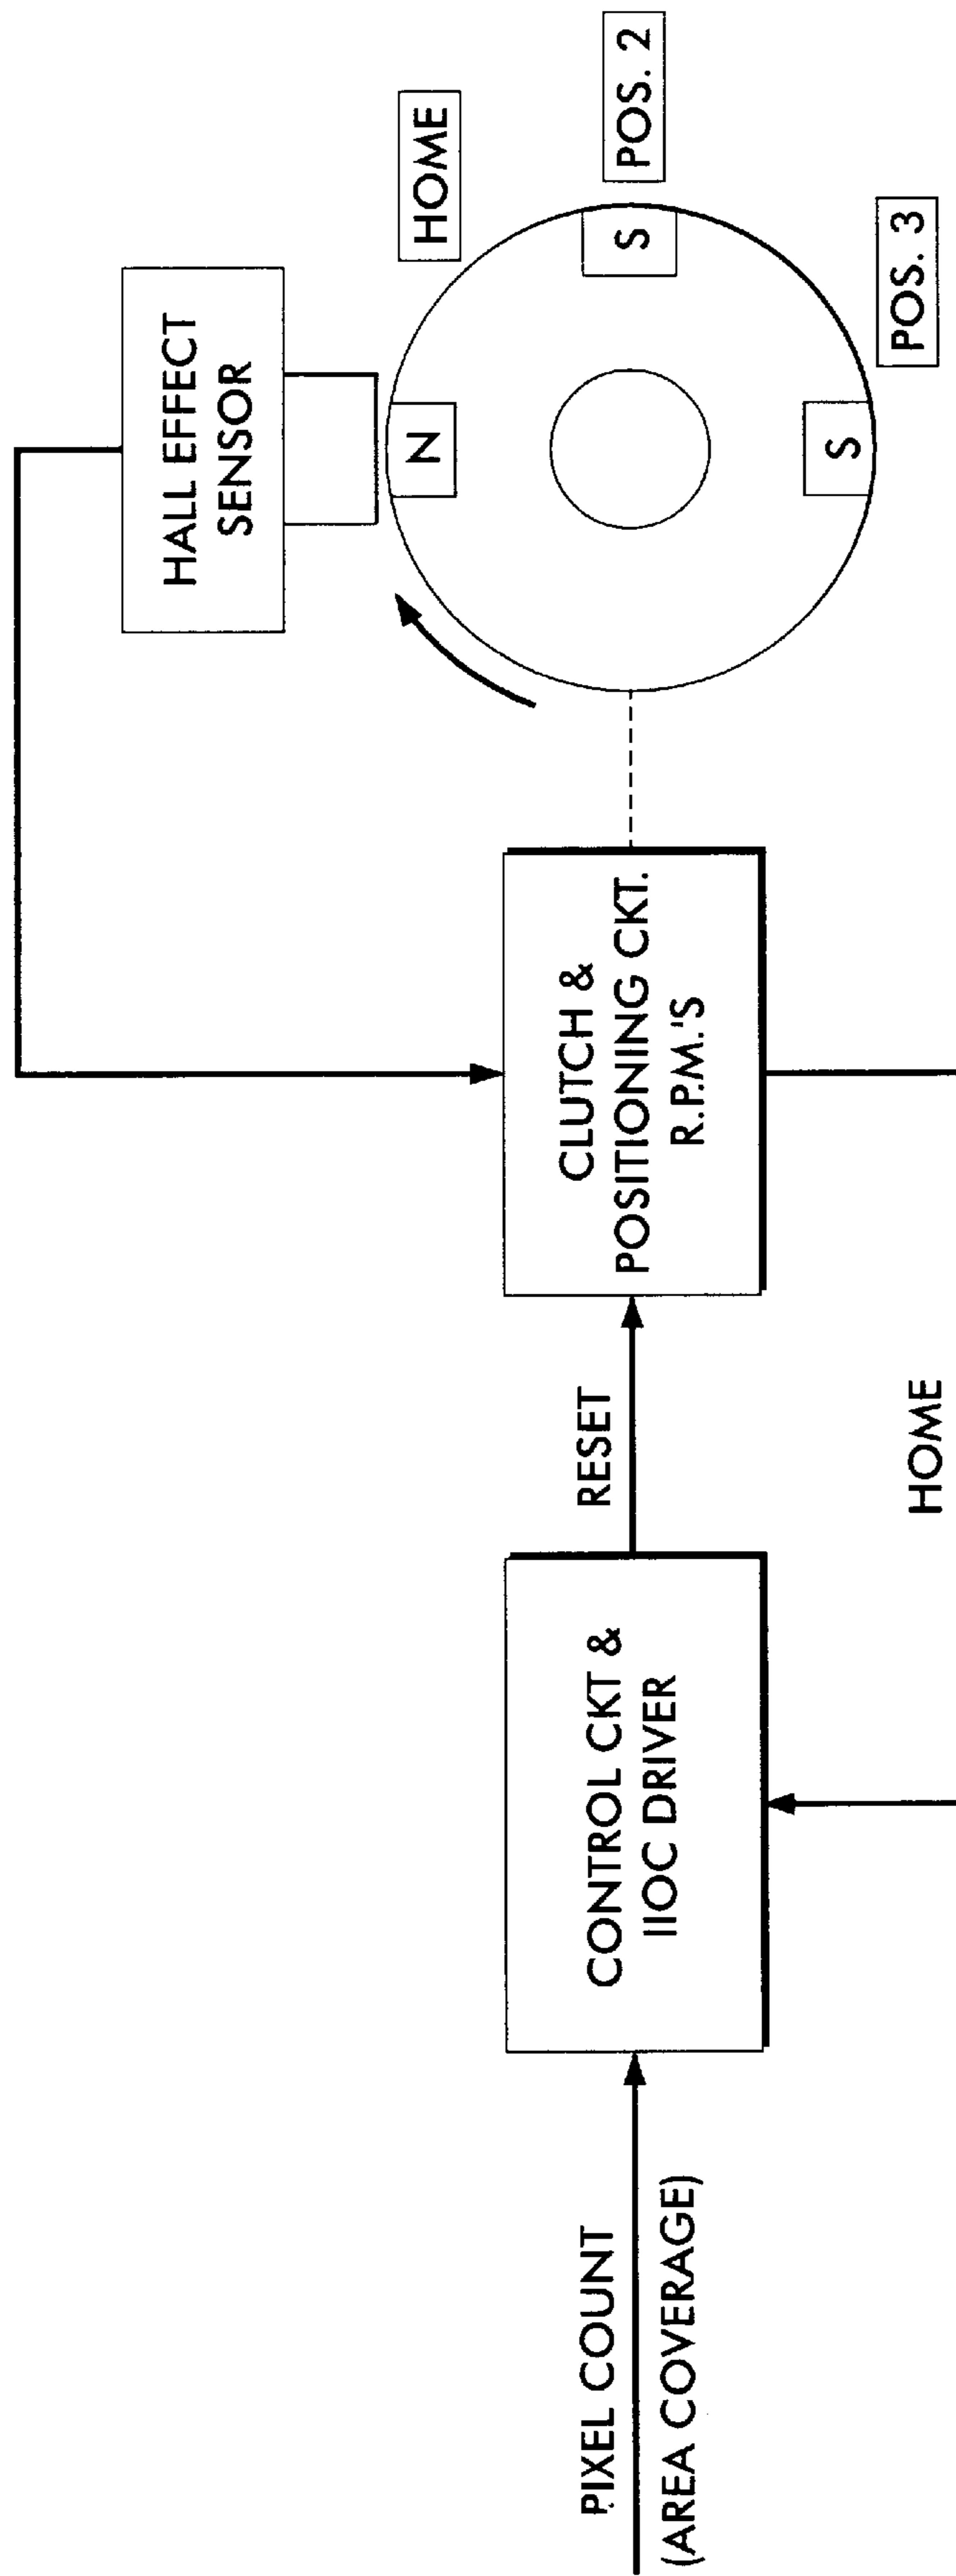 PIXEL COUNT
(AREA COVERAGE)
CONTROL CKT &
IIOC DRIVER
RESET
HOME
CLUTCH &
POSITIONING CKT.
R.P.M.'S
HALL EFFECT
SENSOR
N
S
S
HOME
POS. 2
POS. 3